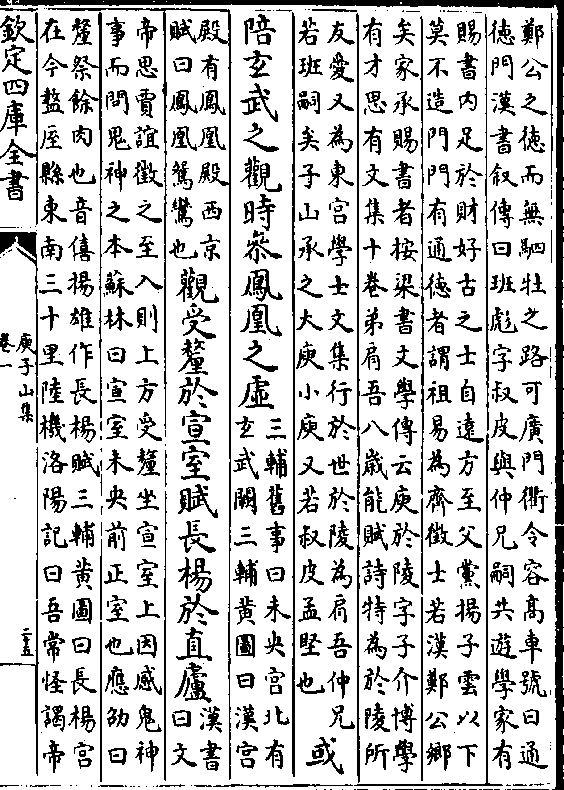 鄭公之徳而無駟牡之路可廣門衢令容髙車號曰通
徳門漢書叙傳曰班彪字叔皮與仲兄嗣共遊學家有
賜書内足於財好古之士自遠方至父黨揚子雲以下
莫不造門門有通徳者謂祖易為齊徵士若漢鄭公鄉
矣家承賜書者按梁書文學傳云庾於陵字子介博學
有才思有文集十卷弟肩吾八嵗能賦詩特為於陵所
友愛又為東宮學士文集行於世於陵為肩吾仲兄
若班嗣矣子山承之大庾小庾又若叔皮孟堅也
或
陪玄武之觀時叅鳳凰之虛
三輔舊事曰未央宮北有
玄武闕三輔黃圖曰漢宮
殿有鳳凰殿西京
賦曰鳳凰鴛鸞也
觀受釐於宣室賦長楊於直廬
漢書
曰文
帝思賈誼徵之至入則上方受釐坐宣室上因感鬼神
事而問鬼神之本蘇林曰宣室未央前正室也應劭曰
釐祭餘肉也音僖揚雄作長楊賦三輔黃圖曰長楊宮
在今盩厔縣東南三十里陸機洛陽記曰吾常怪謁帝
欽定四庫全書
庾子山集
卷一